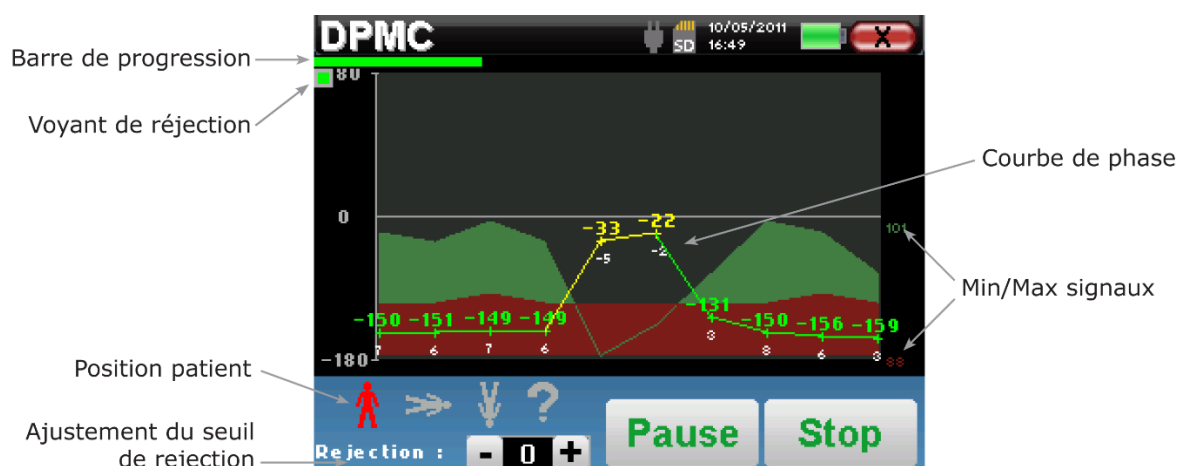 DPMC
SD
10/05/2011
16:49
X
Barre de progression
Voyant de réjection
80
0
-180
Courbe de phase
-33
-22
-5
-2
101
Min/Max signaux
-150 -151 -149 -149
-131
-150 -156 -159
7 6 7 6
8 8 6
88
Position patient
?
Ajustement du seuil
de rejection
Rejection :
- 0 +
Pause
Stop